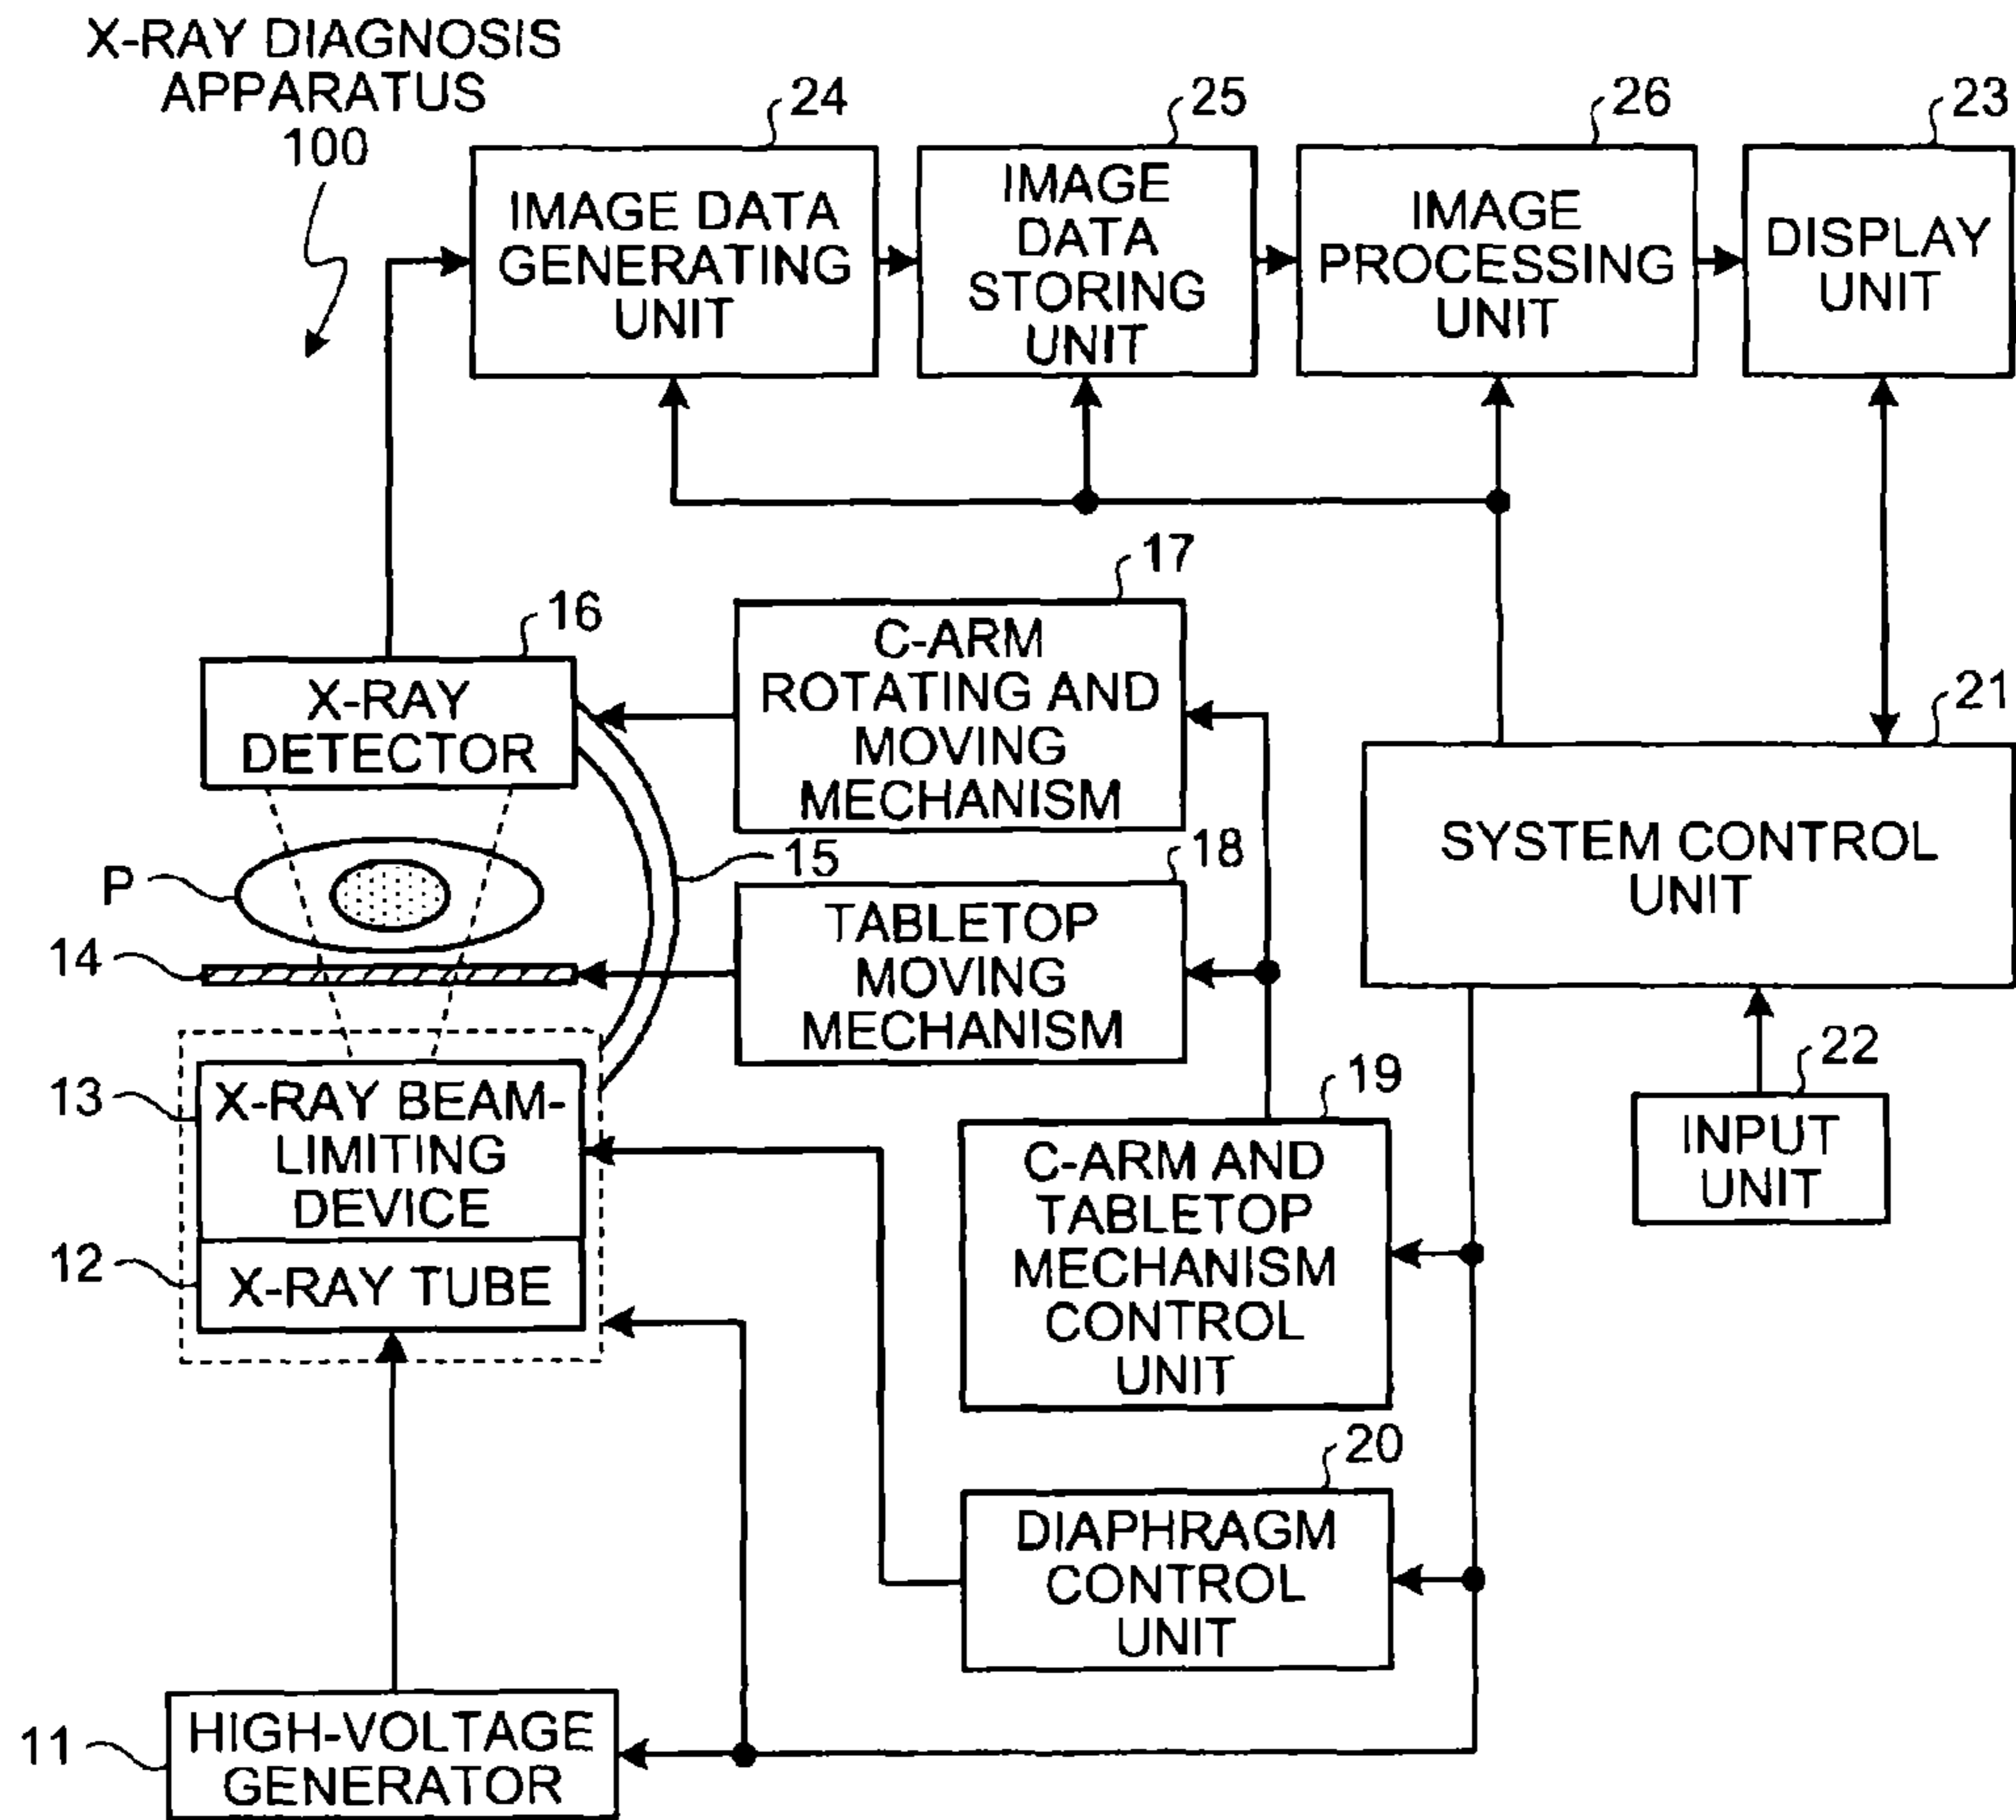 X-RAY DIAGNOSIS
APPARATUS
100
24
25
26
23
IMAGE DATA
GENERATING
UNIT
IMAGE
DATA
STORING
UNIT
IMAGE
PROCESSING
UNIT
DISPLAY
UNIT
17
16
C-ARM
ROTATING AND
MOVING
MECHANISM
21
X-RAY
DETECTOR
SYSTEM CONTROL
UNIT
P
15
18
14
TABLETOP
MOVING
MECHANISM
22
INPUT
UNIT
13
X-RAY BEAM-
LIMITING
DEVICE
19
C-ARM AND
TABLETOP
MECHANISM
CONTROL
UNIT
12
X-RAY TUBE
20
DIAPHRAGM
CONTROL
UNIT
11
HIGH-VOLTAGE
GENERATOR